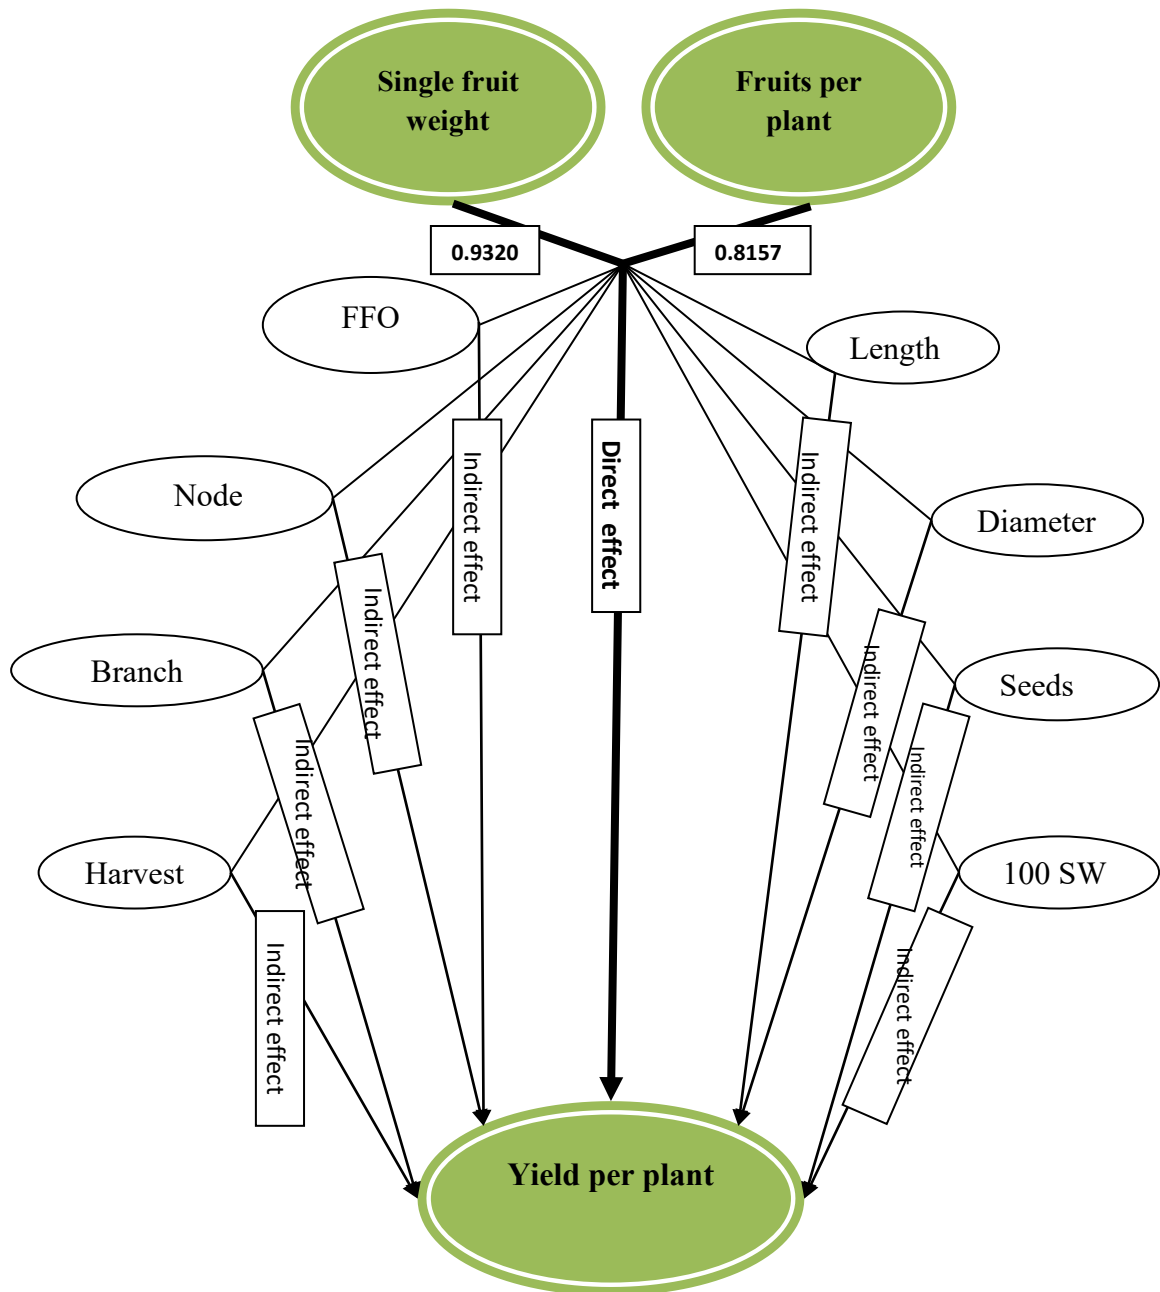 Single fruit
weight
Fruits per
plant
0.9320
0.8157
FFO
Length
Node
Diameter
Branch
Seeds
Harvest
100 SW
Indirect effect
Direct effect
Indirect effect
Indirect effect
Indirect effect
Indirect effect
Indirect effect
Indirect effect
Indirect effect
Yield per plant